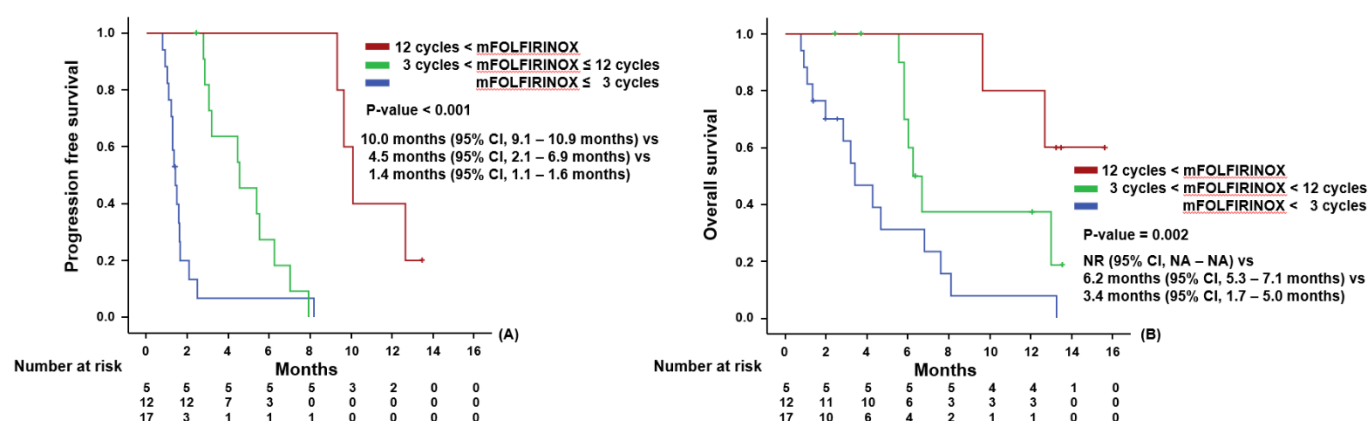 Progression free survival
1.0
0.8
0.6
0.4
0.2
0.0
12 cycles < mFOLFIRINOX
3 cycles < mFOLFIRINOX ≤ 12 cycles
mFOLFIRINOX ≤ 3 cycles
P-value < 0.001
10.0 months (95% CI, 9.1 – 10.9 months) vs
4.5 months (95% CI, 2.1 – 6.9 months) vs
1.4 months (95% CI, 1.1 – 1.6 months)
(A)
0 2 4 6 8 10 12 14 16
Number at risk
Months
5 5 5 5 5 3 2 0 0
12 12 7 3 0 0 0 0 0
17 3 1 1 1 0 0 0 0
Overall survival
1.0
0.8
0.6
0.4
0.2
0.0
12 cycles < mFOLFIRINOX
3 cycles < mFOLFIRINOX < 12 cycles
mFOLFIRINOX < 3 cycles
P-value = 0.002
NR (95% CI, NA – NA) vs
6.2 months (95% CI, 5.3 – 7.1 months) vs
3.4 months (95% CI, 1.7 – 5.0 months)
(B)
0 2 4 6 8 10 12 14 16
Number at risk
Months
5 5 5 5 5 4 4 1 0
12 11 10 6 3 3 3 0 0
17 10 6 4 2 1 1 0 0